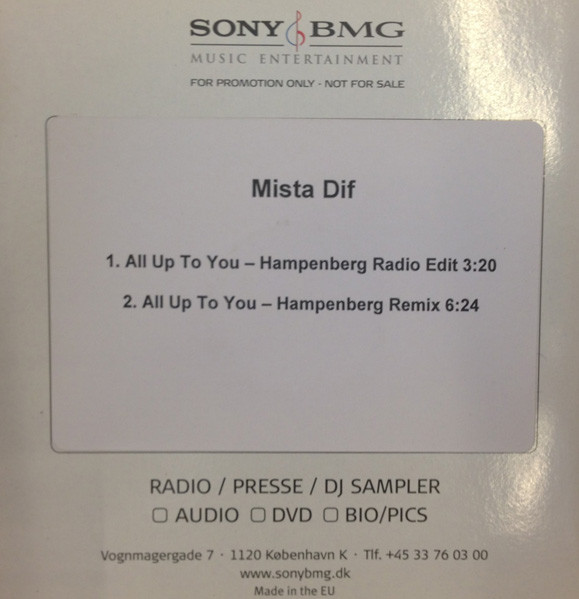 SONY BMG
MUSIC ENTERTAINMENT
FOR PROMOTION ONLY - NOT FOR SALE
Mista Dif
1. All Up To You – Hampenberg Radio Edit 3:20
2. All Up To You – Hampenberg Remix 6:24
RADIO / PRESSE / DJ SAMPLER
▢ AUDIO ▢ DVD ▢ BIO/PICS
Vognmagergade 7 · 1120 København K · Tlf. +45 33 76 03 00
www.sonybmg.dk
Made in the EU